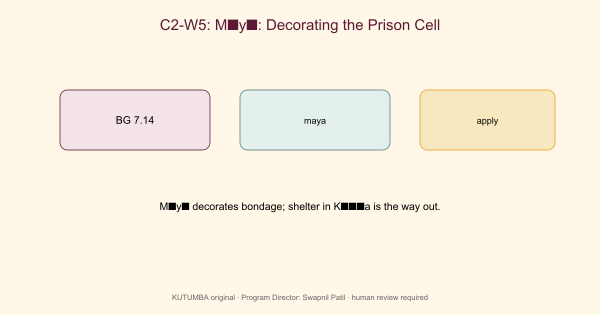 C2-W5: M■y■: Decorating the Prison Cell
BG 7.14
maya
apply
M■y■ decorates bondage; shelter in K■■■a is the way out.
KUTUMBA original · Program Director: Swapnil Patil · human review required